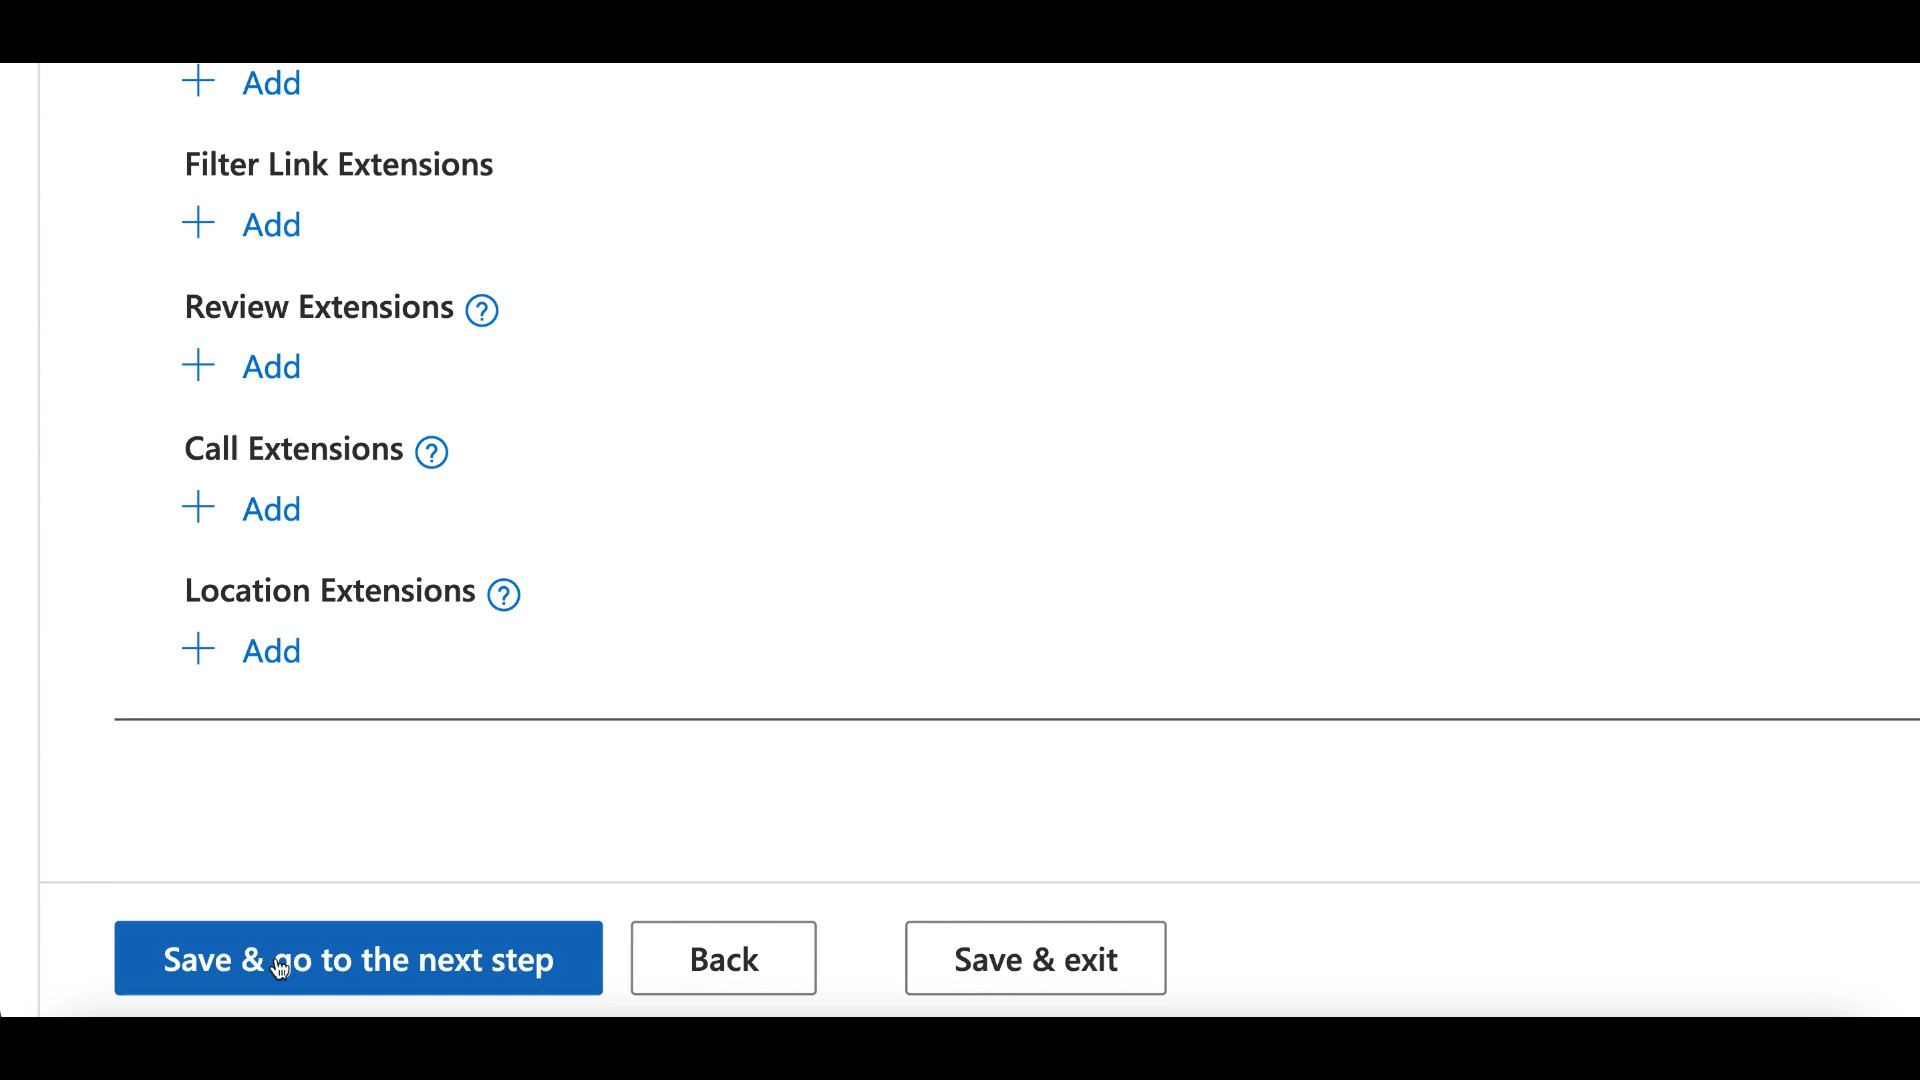 Add
Filter Link Extensions
Add
Review Extensions ?
Add
Call Extensions ?
Add
Location Extensions ?
Add
Save & go to the next step Back Save & exit